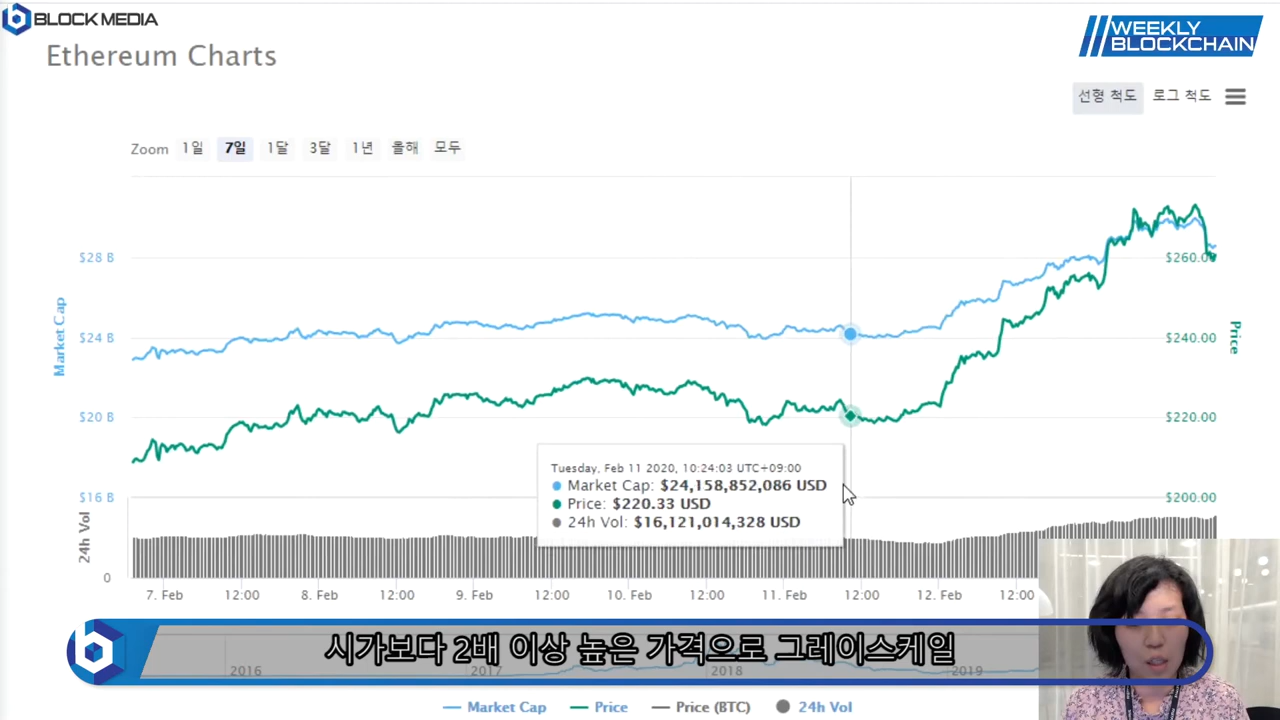 BLOCK MEDIA
WEEKLY
BLOCKCHAIN
Ethereum Charts
선형 척도 로그 척도
Zoom 1일 7일 1달 3달 1년 올해 모두
$28 B
$260.00
$24 B
$240.00
$20 B
$220.00
$16 B
$200.00
0
Market Cap
Price
24h Vol
Tuesday, Feb 11 2020, 10:24:03 UTC+09:00
Market Cap: $24,158,852,086 USD
Price: $220.33 USD
24h Vol: $16,121,014,328 USD
7. Feb 12:00 8. Feb 12:00 9. Feb 12:00 10. Feb 12:00 11. Feb 12:00 12. Feb 12:00
시가보다 2배 이상 높은 가격으로 그레이스케일
2016 2017 2018 2019
Market Cap Price Price (BTC) 24h Vol